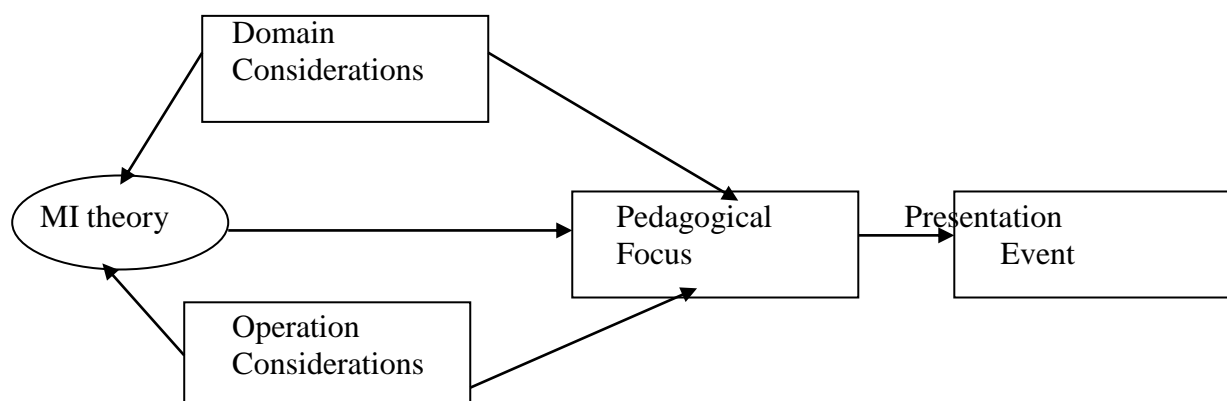 Domain
Considerations
MI theory
Pedagogical
Focus
Presentation
Event
Operation
Considerations